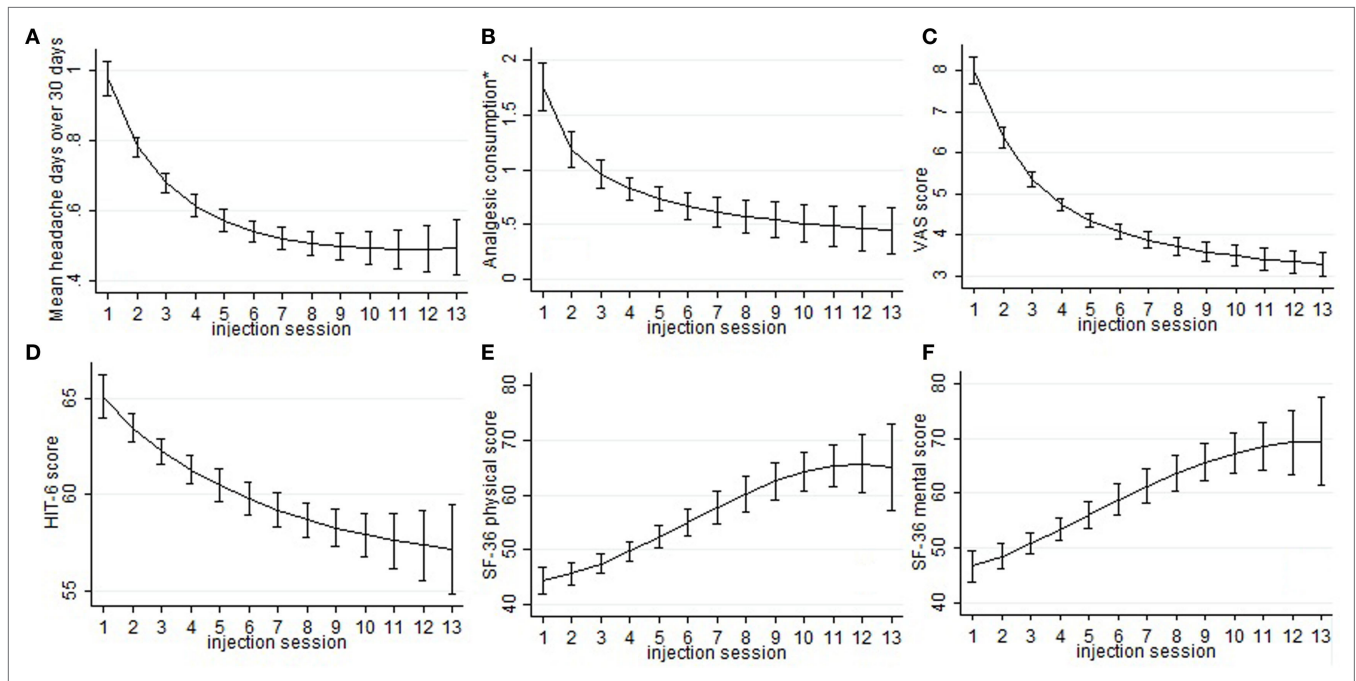 A
Mean headache days over 30 days
1
.8
.6
.4
1 2 3 4 5 6 7 8 9 10 11 12 13
injection session
B
Analgesic consumption*
2
1.5
1
.5
0
1 2 3 4 5 6 7 8 9 10 11 12 13
injection session
C
VAS score
8
7
6
5
4
3
1 2 3 4 5 6 7 8 9 10 11 12 13
injection session
D
HIT-6 score
65
60
55
1 2 3 4 5 6 7 8 9 10 11 12 13
injection session
E
SF-36 physical score
80
70
60
50
40
1 2 3 4 5 6 7 8 9 10 11 12 13
injection session
F
SF-36 mental score
80
70
60
50
40
1 2 3 4 5 6 7 8 9 10 11 12 13
injection session